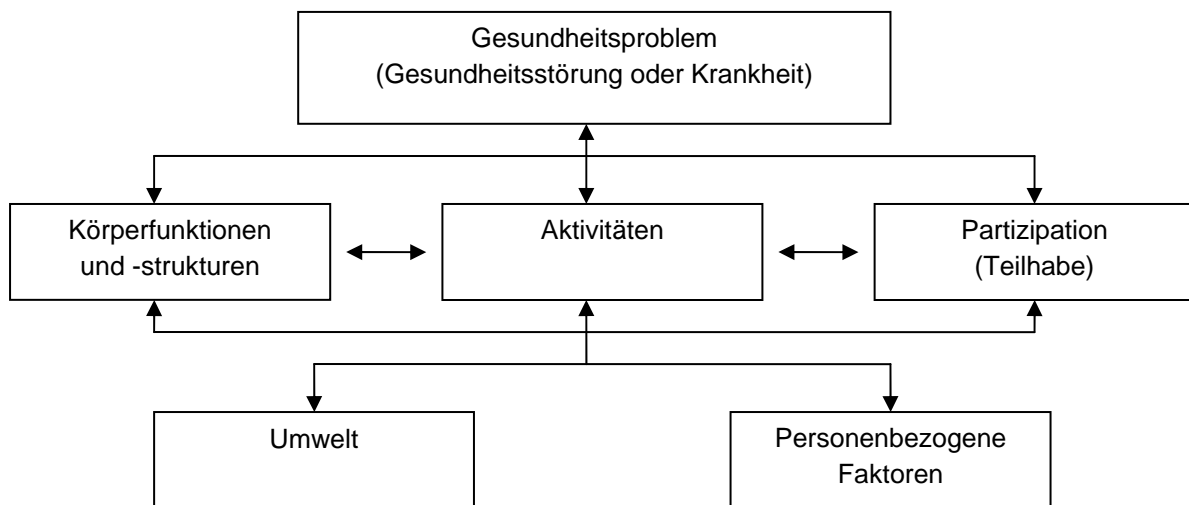 Gesundheitsproblem
(Gesundheitsstörung oder Krankheit)
Körperfunktionen
und -strukturen
Aktivitäten
Partizipation
(Teilhabe)
Umwelt
Personenbezogene
Faktoren